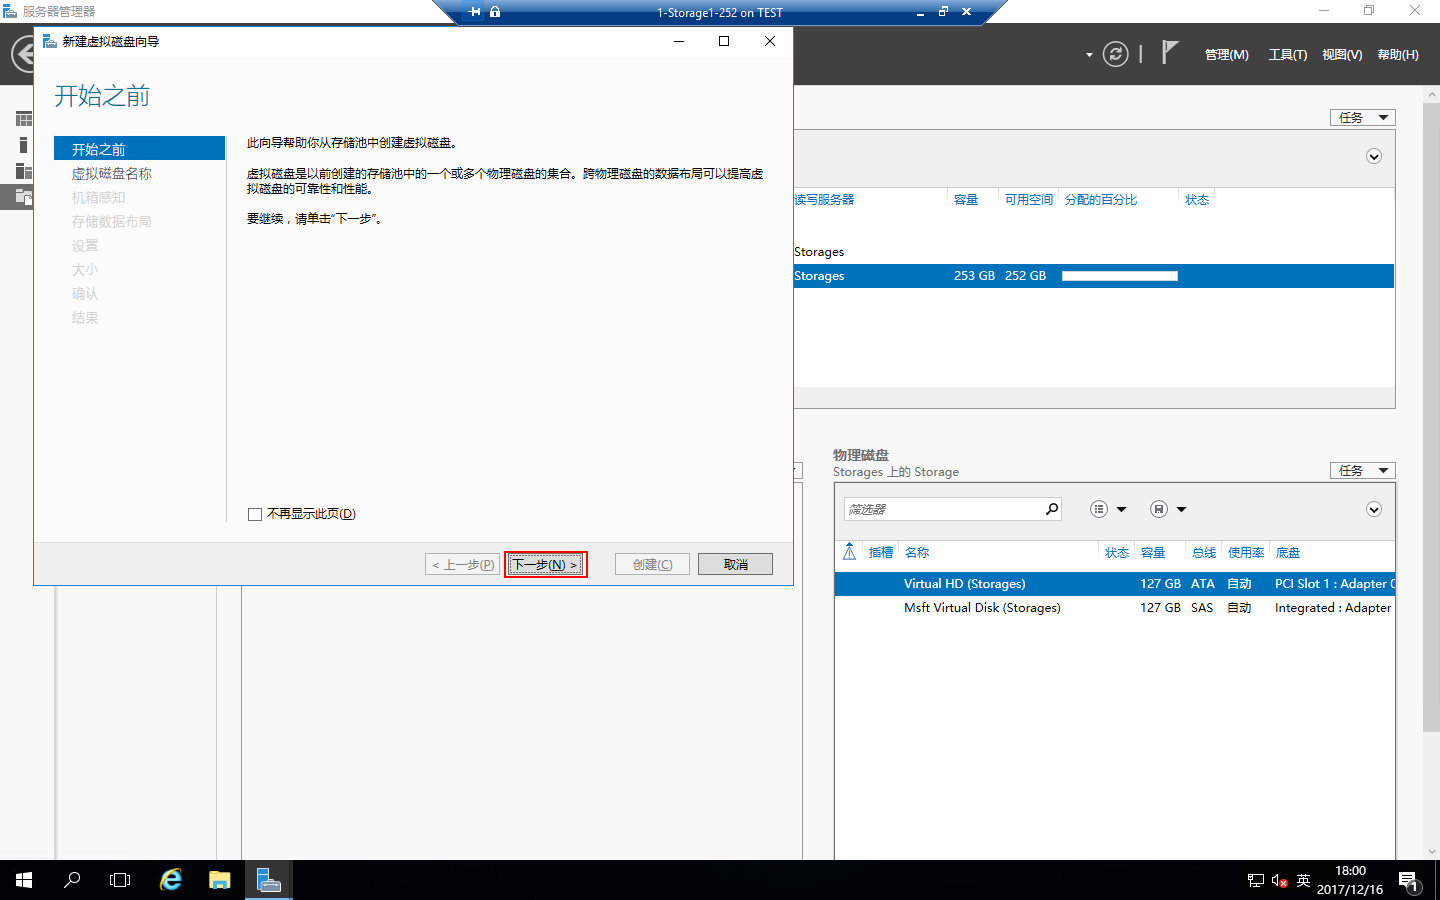 服务器管理器
1-Storage1-252 on TEST
新建虚拟磁盘向导
管理(M) 工具(T) 视图(V) 帮助(H)
开始之前
开始之前
虚拟磁盘名称
机箱感知
存储数据布局
设置
大小
确认
结果
此向导帮助你从存储池中创建虚拟磁盘。
虚拟磁盘是以前创建的存储池中的一个或多个物理磁盘的集合。跨物理磁盘的数据布局可以提高虚
拟磁盘的可靠性和性能。
要继续，请单击“下一步”。
不再显示此页(D)
< 上一步(P) 下一步(N) > 创建(C) 取消
任务
读写服务器 容量 可用空间 分配的百分比 状态
Storages
Storages 253 GB 252 GB
物理磁盘
Storages 上的 Storage
任务
筛选器
插槽 名称 状态 容量 总线 使用率 底盘
Virtual HD (Storages) 127 GB ATA 自动 PCI Slot 1 : Adapter 0
Msft Virtual Disk (Storages) 127 GB SAS 自动 Integrated : Adapter
英
18:00
2017/12/16
1